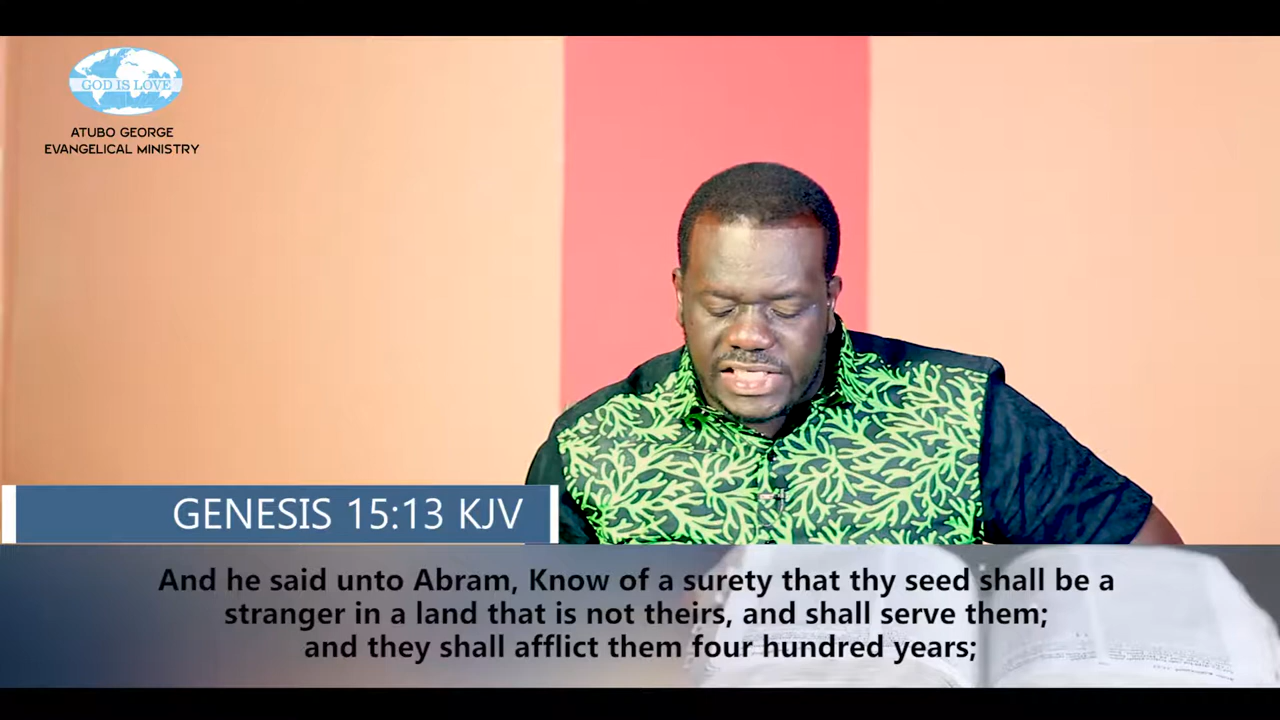 GOD IS LOVE
ATUBO GEORGE
EVANGELICAL MINISTRY
GENESIS 15:13 KJV
And he said unto Abram, Know of a surety that thy seed shall be a
stranger in a land that is not theirs, and shall serve them;
and they shall afflict them four hundred years;